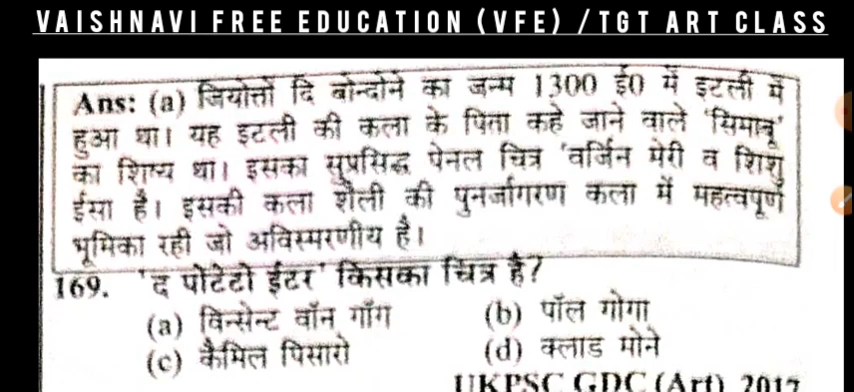 VAISHNAVI FREE EDUCATION (VFE) / TGT ART CLASS
Ans: (a) जियोत्तो दि बोन्दोने का जन्म 1300 ई0 में इटली में
हुआ था। यह इटली की कला के पिता कहे जाने वाले 'सिमाबू'
का शिष्य था। इसका सुप्रसिद्ध पेनल चित्र 'वर्जिन मेरी व शिशु
ईसा है। इसकी कला शैली की पुनर्जागरण कला में महत्वपूर्ण
भूमिका रही जो अविस्मरणीय है।
169. 'द पोटेटो ईटर' किसका चित्र है?
(a) विन्सेन्ट वॉन गॉग (b) पॉल गोगा
(c) कैमिल पिसारो (d) क्लाड मोने
UKPSC GDC (Art) 2017